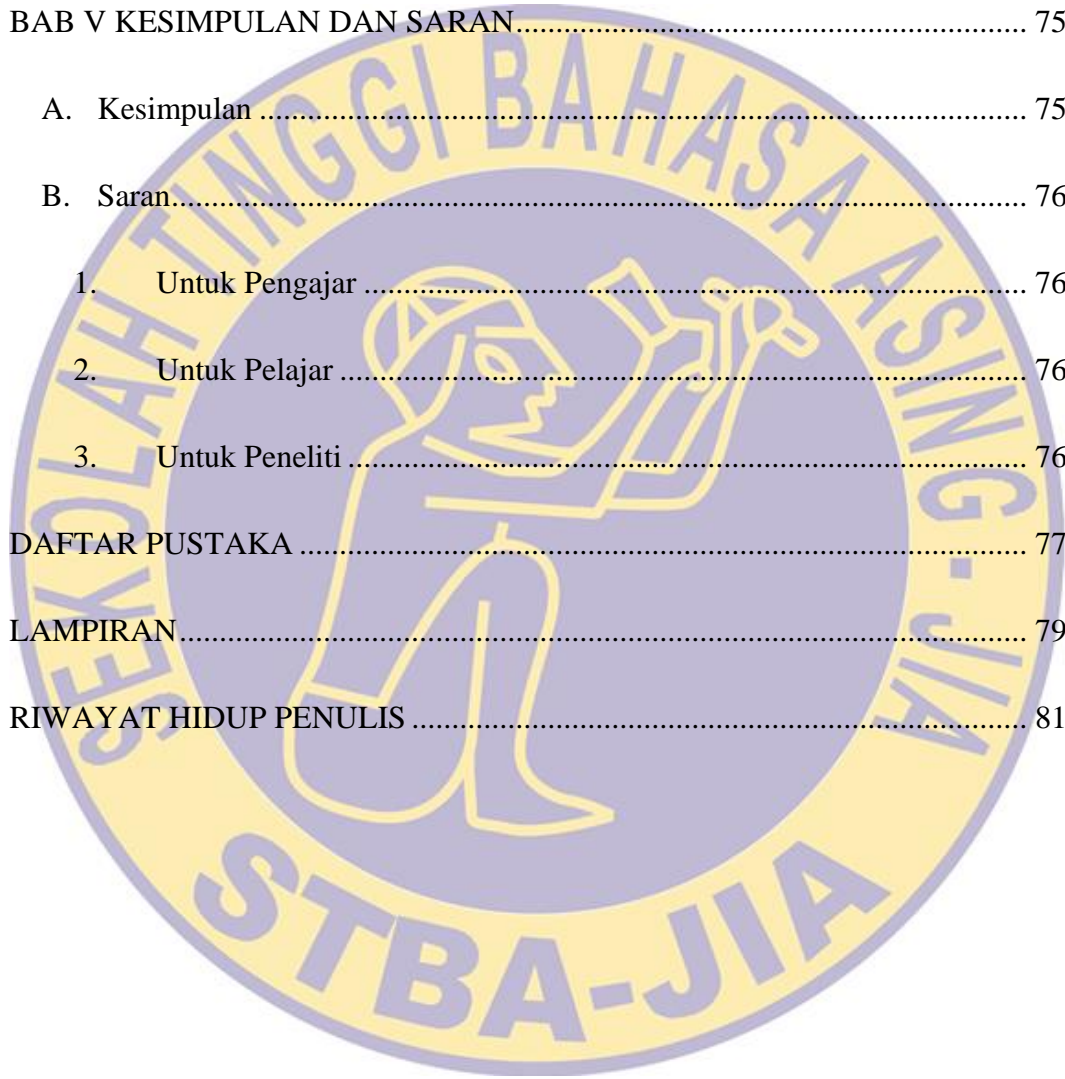 BAB V KESIMPULAN DAN SARAN................................................................ 75
A. Kesimpulan ................................................................................................ 75
B. Saran........................................................................................................... 76
1. Untuk Pengajar ................................................................................... 76
2. Untuk Pelajar ...................................................................................... 76
3. Untuk Peneliti ..................................................................................... 76
DAFTAR PUSTAKA ........................................................................................... 77
LAMPIRAN.......................................................................................................... 79
RIWAYAT HIDUP PENULIS ............................................................................. 81
SEKOLAH TINGGI BAHASA ASING - JIA
STBA-JIA